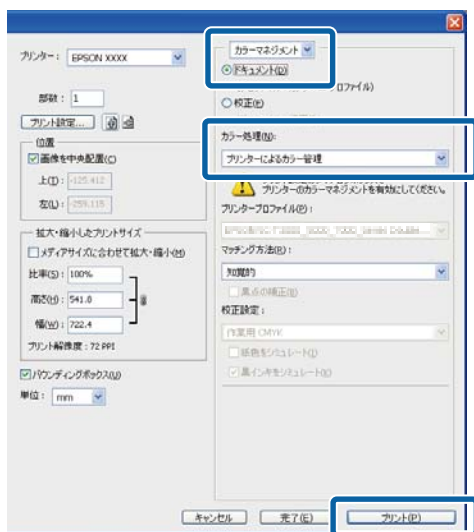 プリンター： EPSON XXXX
部数： 1
プリント設定...
位置
画像を中央配置(C)
上(T)： -125.412
左(L)： -259.115
拡大・縮小したプリントサイズ
メディアサイズに合わせて拡大・縮小(M)
比率(S)： 100%
高さ(H)： 541.8
幅(W)： 722.4
プリント解像度：72 PPI
バウンディングボックス(U)
単位： mm
カラーマネジメント
ドキュメント(D)
プロファイル)
校正(E)
カラー処理(N):
プリンターによるカラー管理
プリンターのカラーマネジメントを有効にしてください。
プリンタープロファイル(P)：
マッチング方法(R)：
知覚的
黒点の補正(B)
校正設定：
作業用 CMYK
紙色をシミュレート(I)
黒インキをシミュレート(K)
キャンセル 完了(E) プリント(P)